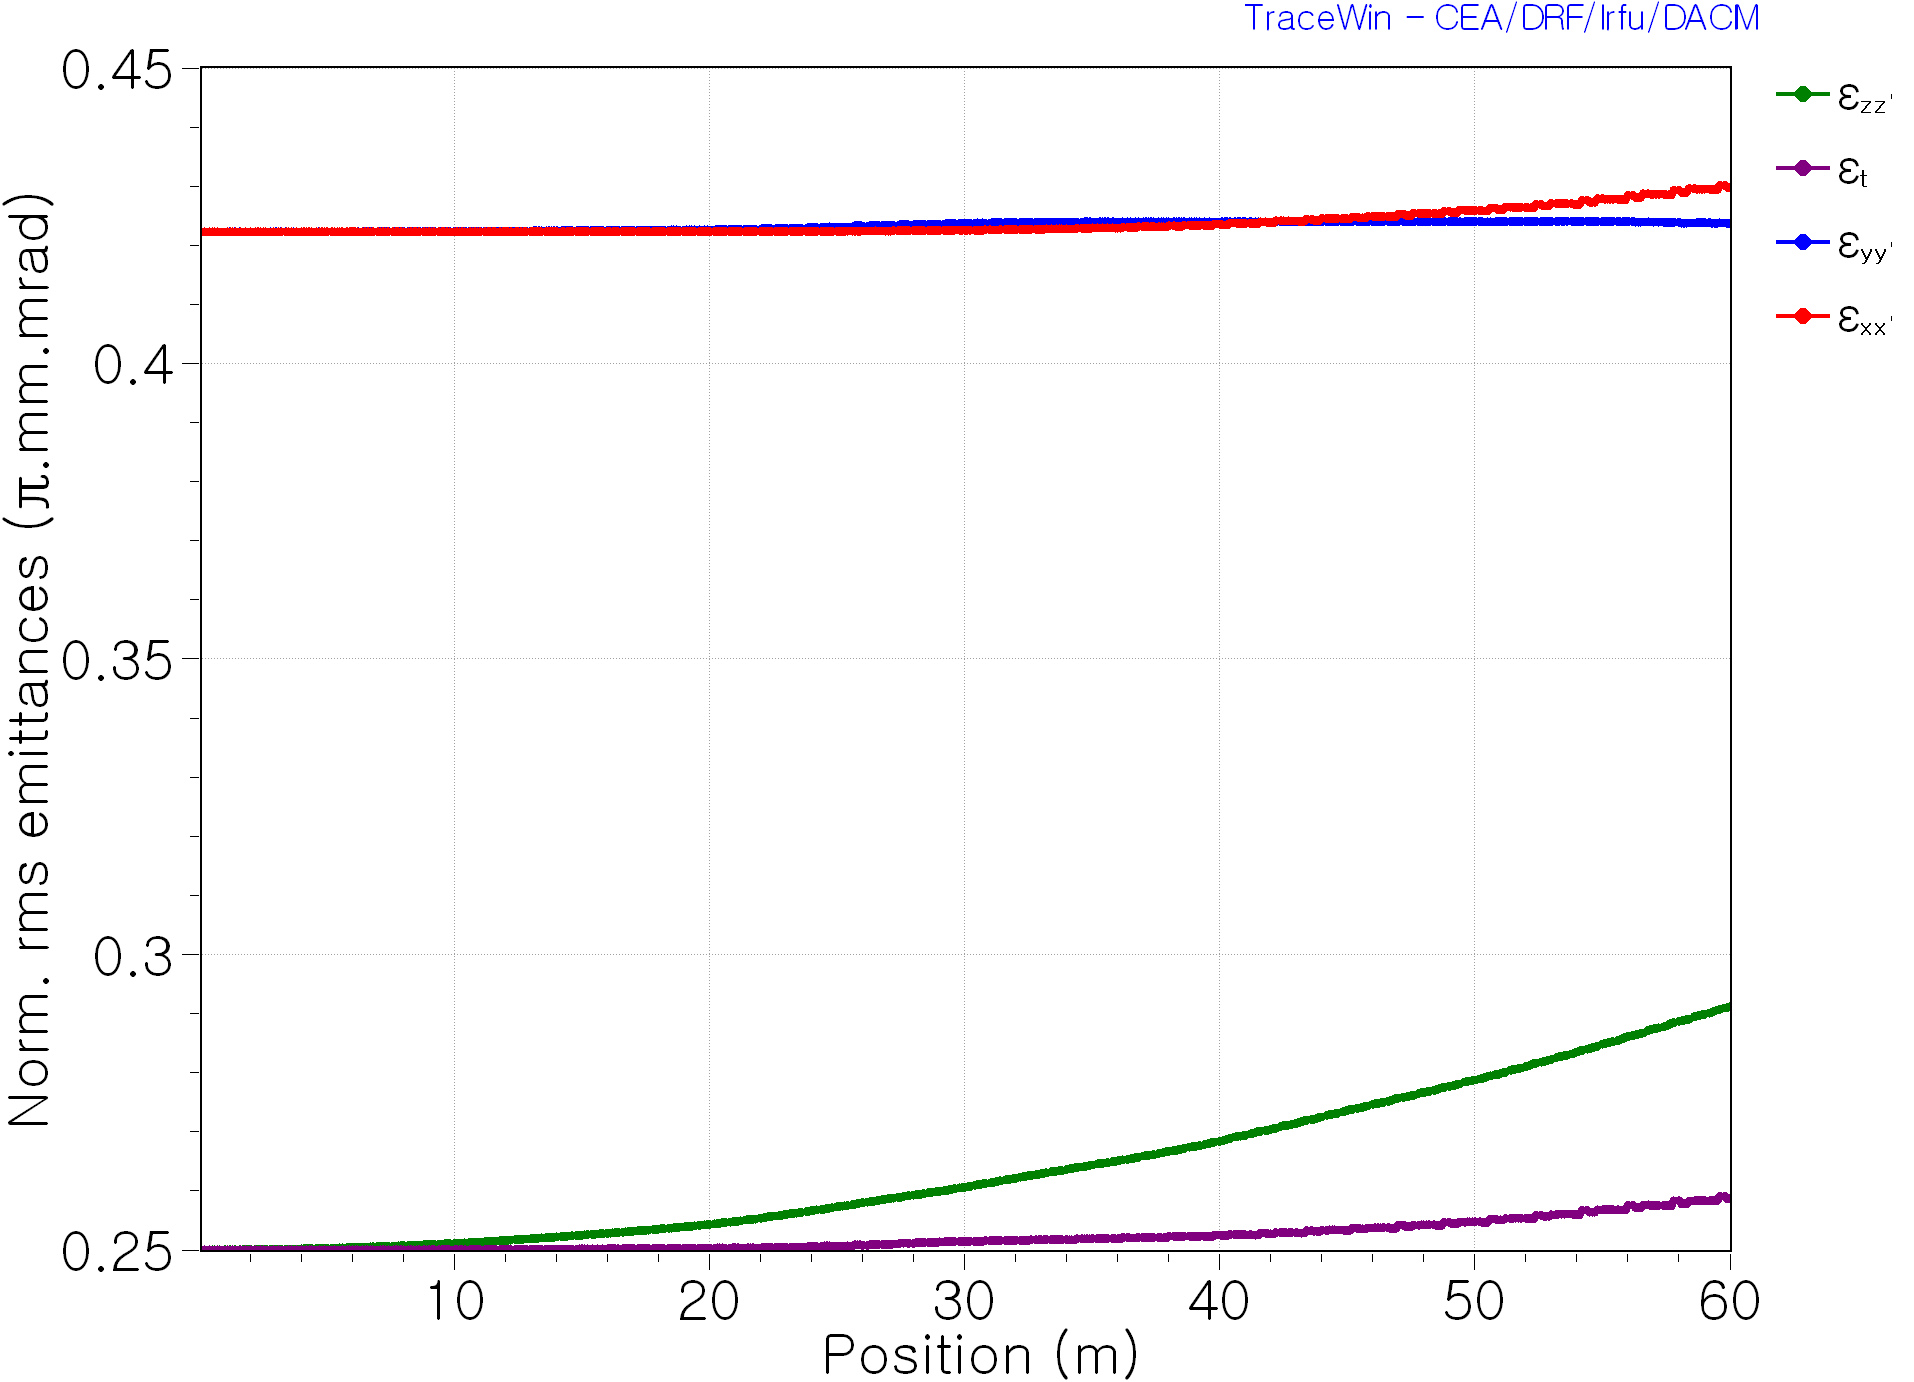 TraceWin - CEA/DRF/Irfu/DACM
εzz'
εt
εyy'
εxx'
Norm. rms emittances (π.mm.mrad)
0.45
0.4
0.35
0.3
0.25
10 20 30 40 50 60
Position (m)